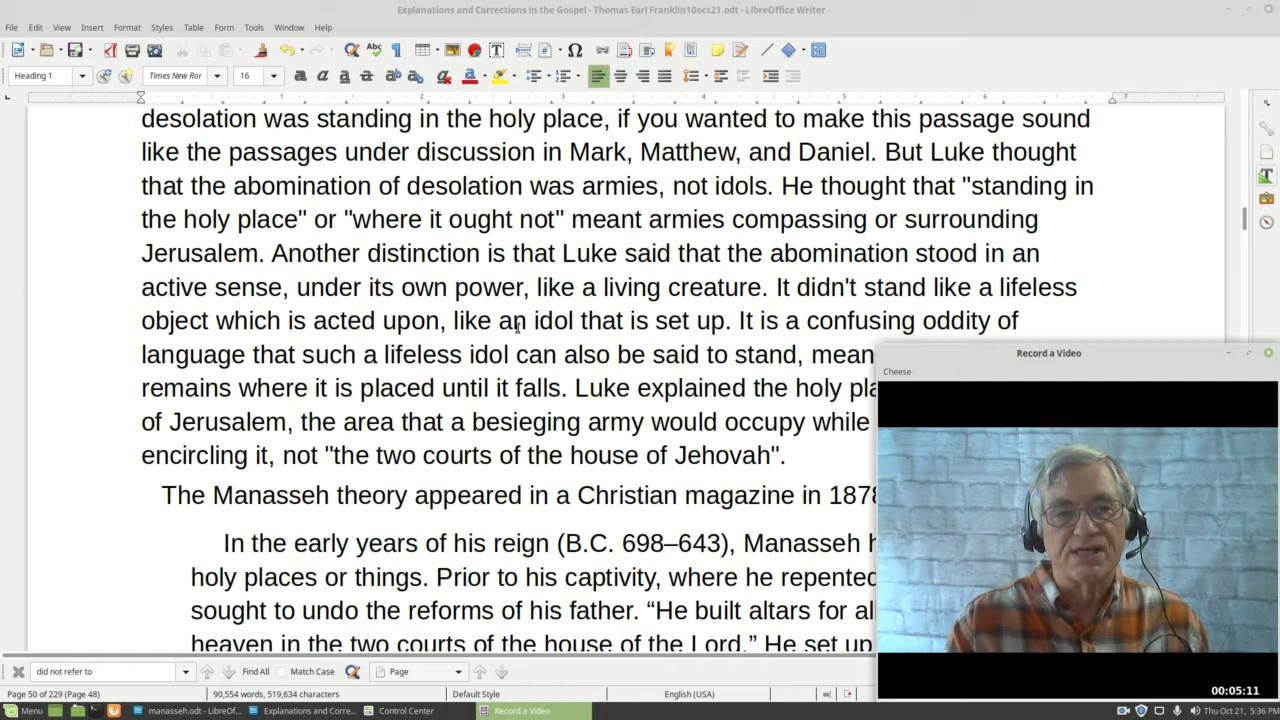 Explanations and Corrections in the Gospel - Thomas Earl Franklin10oct21.odt - LibreOffice Writer
File Edit View Insert Format Styles Table Form Tools Window Help
Heading 1 Times New Ror 16
1 2 3 4 5 6 7
desolation was standing in the holy place, if you wanted to make this passage sound
like the passages under discussion in Mark, Matthew, and Daniel. But Luke thought
that the abomination of desolation was armies, not idols. He thought that "standing in
the holy place" or "where it ought not" meant armies compassing or surrounding
Jerusalem. Another distinction is that Luke said that the abomination stood in an
active sense, under its own power, like a living creature. It didn't stand like a lifeless
object which is acted upon, like an idol that is set up. It is a confusing oddity of
language that such a lifeless idol can also be said to stand, mean
remains where it is placed until it falls. Luke explained the holy pla
of Jerusalem, the area that a besieging army would occupy while
encircling it, not "the two courts of the house of Jehovah".
The Manasseh theory appeared in a Christian magazine in 1878
In the early years of his reign (B.C. 698–643), Manasseh h
holy places or things. Prior to his captivity, where he repented
sought to undo the reforms of his father. “He built altars for all
heaven in the two courts of the house of the Lord.” He set up
Record a Video
Cheese
00:05:11
did not refer to Find All Match Case Page
Page 50 of 229 (Page 48) 90,554 words, 519,634 characters Default Style English (USA)
Menu manasseh.odt - LibreOf... Explanations and Corre... Control Center Record a Video Thu Oct 21, 5:36 PM